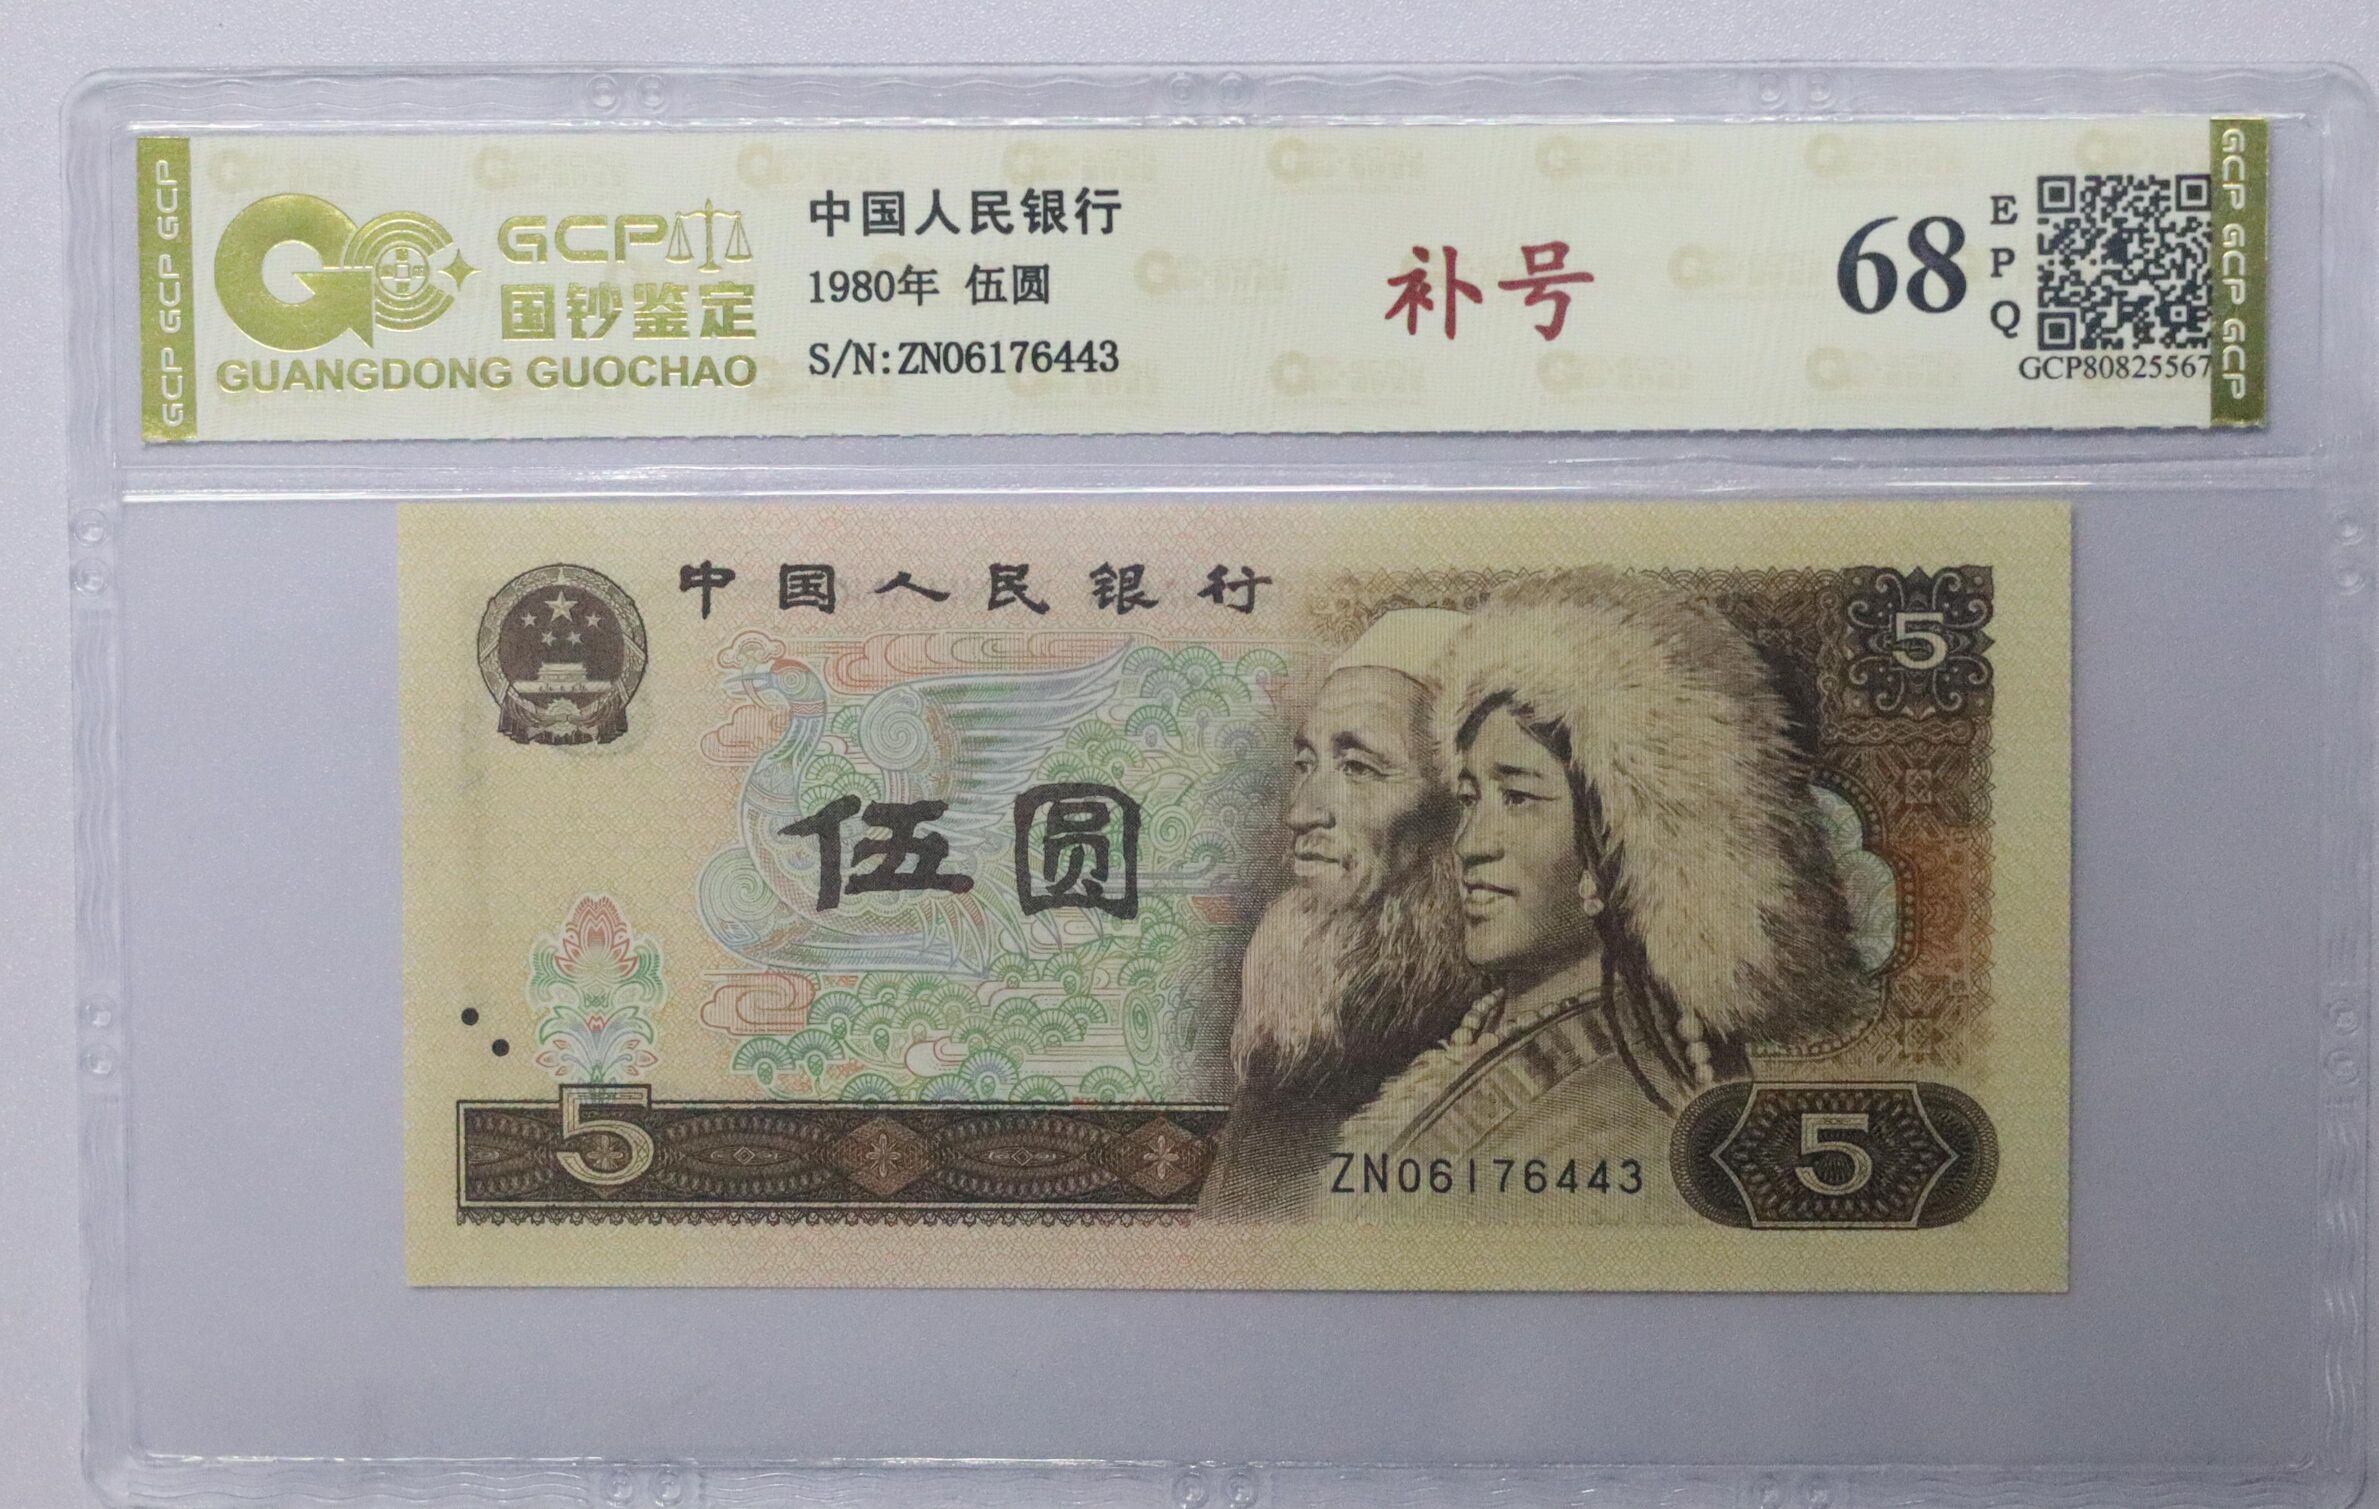 GCP GCP GCP
GCP
国钞鉴定
GUANGDONG GUOCHAO
中国人民银行
1980年 伍圆
S/N:ZN06176443
补号
68
EPQ
GCP80825567
GCP GCP GCP
中国人民银行
5
伍圆
5
ZN06176443
5